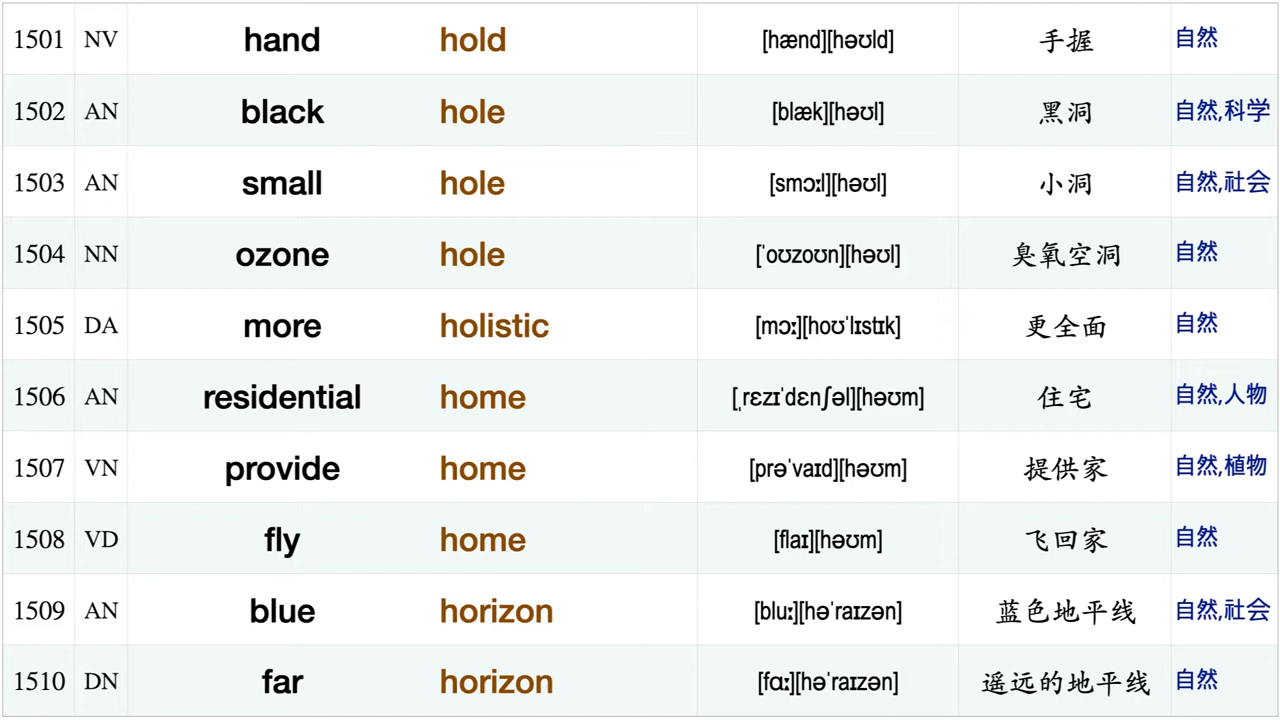 1501 NV hand hold [hænd][həʊld] 手握 自然
1502 AN black hole [blæk][həʊl] 黑洞 自然,科学
1503 AN small hole [smɔːl][həʊl] 小洞 自然,社会
1504 NN ozone hole [ˈoʊzoʊn][həʊl] 臭氧空洞 自然
1505 DA more holistic [mɔː][hoʊˈlɪstɪk] 更全面 自然
1506 AN residential home [ˌrɛzɪˈdɛnʃəl][həʊm] 住宅 自然,人物
1507 VN provide home [prəˈvaɪd][həʊm] 提供家 自然,植物
1508 VD fly home [flaɪ][həʊm] 飞回家 自然
1509 AN blue horizon [bluː][həˈraɪzən] 蓝色地平线 自然,社会
1510 DN far horizon [fɑː][həˈraɪzən] 遥远的地平线 自然